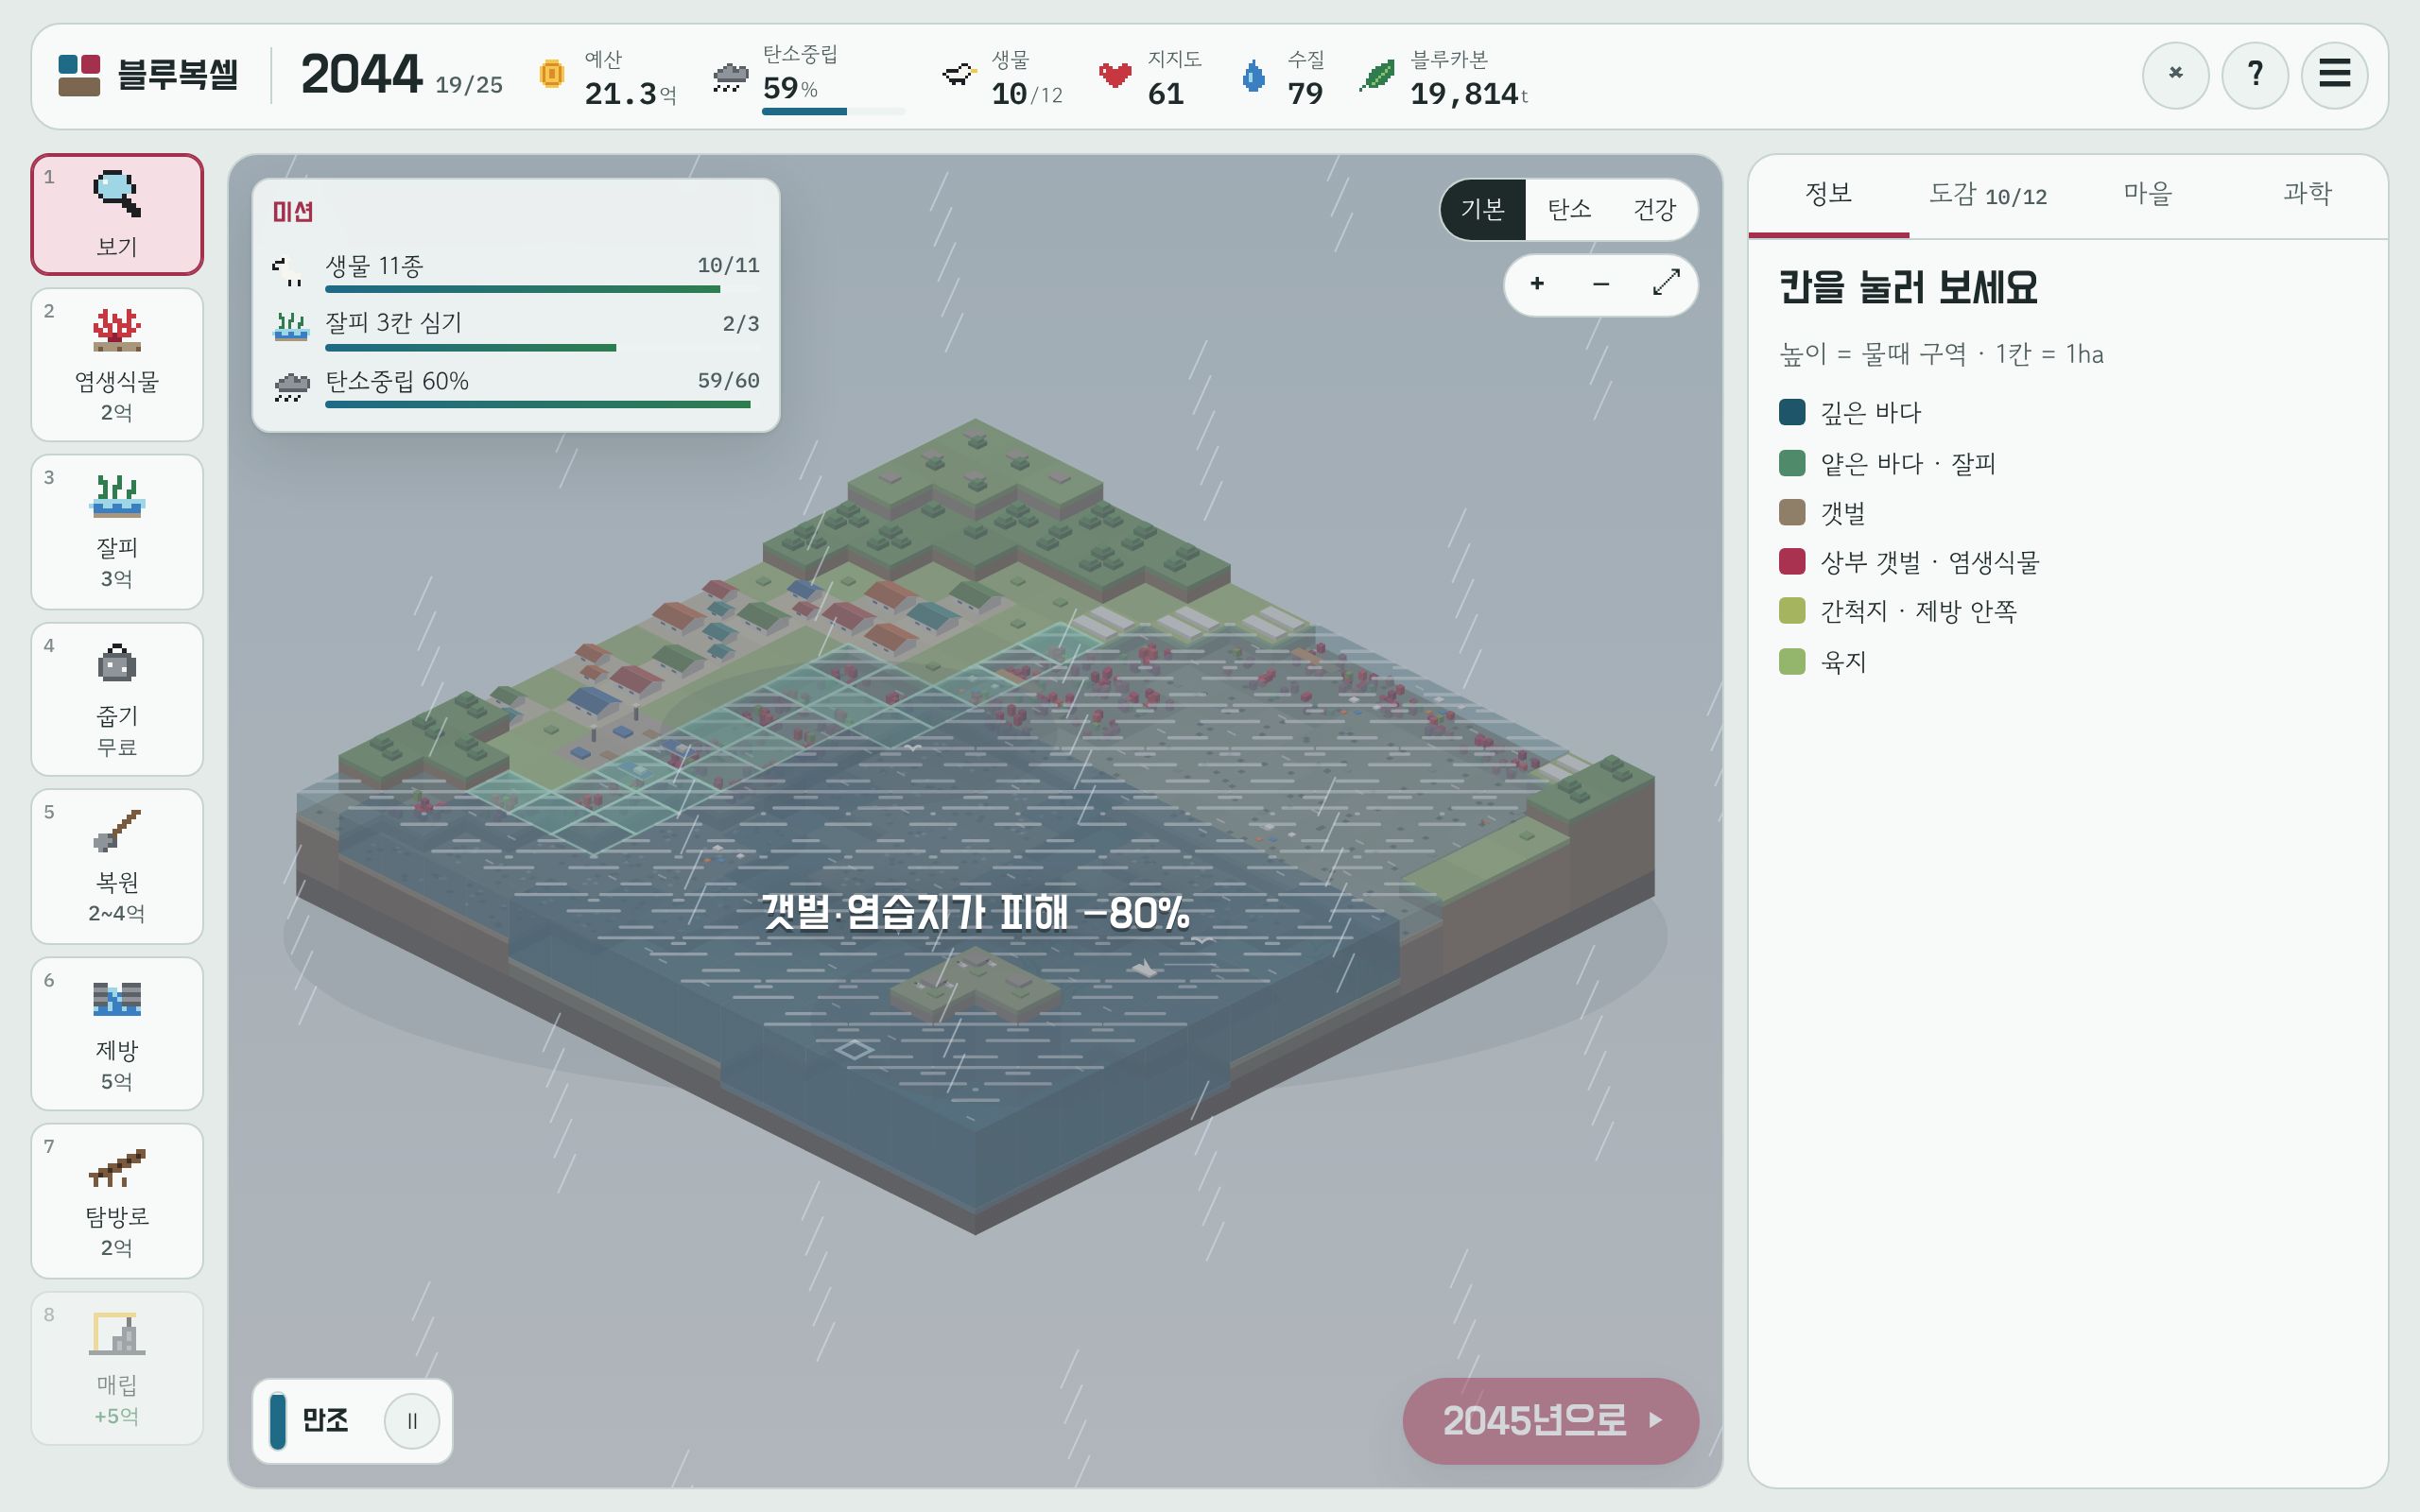 블루복셀
2044 19/25
예산
21.3억
탄소중립
59%
생물
10/12
지지도
61
수질
79
블루카본
19,814t
?
1
보기
2
염생식물
2억
3
잘피
3억
4
줍기
무료
5
복원
2~4억
6
제방
5억
7
탐방로
2억
8
매립
+5억
미션
생물 11종 10/11
잘피 3칸 심기 2/3
탄소중립 60% 59/60
기본 탄소 건강
+ −
갯벌·염습지가 피해 −80%
만조
2045년으로
정보 도감 10/12 마을 과학
칸을 눌러 보세요
높이 = 물때 구역 · 1칸 = 1ha
깊은 바다
얕은 바다 · 잘피
갯벌
상부 갯벌 · 염생식물
간척지 · 제방 안쪽
육지